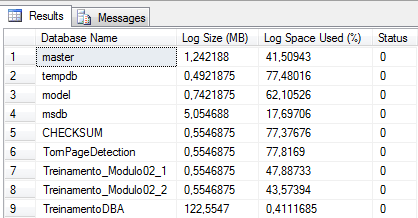 Results Messages
Database Name Log Size (MB) Log Space Used (%) Status
1 master 1,242188 41,50943 0
2 tempdb 0,4921875 77,48016 0
3 model 0,7421875 62,10526 0
4 msdb 5,054688 17,69706 0
5 CHECKSUM 0,5546875 77,37676 0
6 TornPageDetection 0,5546875 77,8169 0
7 Treinamento_Modulo02_1 0,5546875 47,88733 0
8 Treinamento_Modulo02_2 0,5546875 43,57394 0
9 TreinamentoDBA 122,5547 0,4111685 0